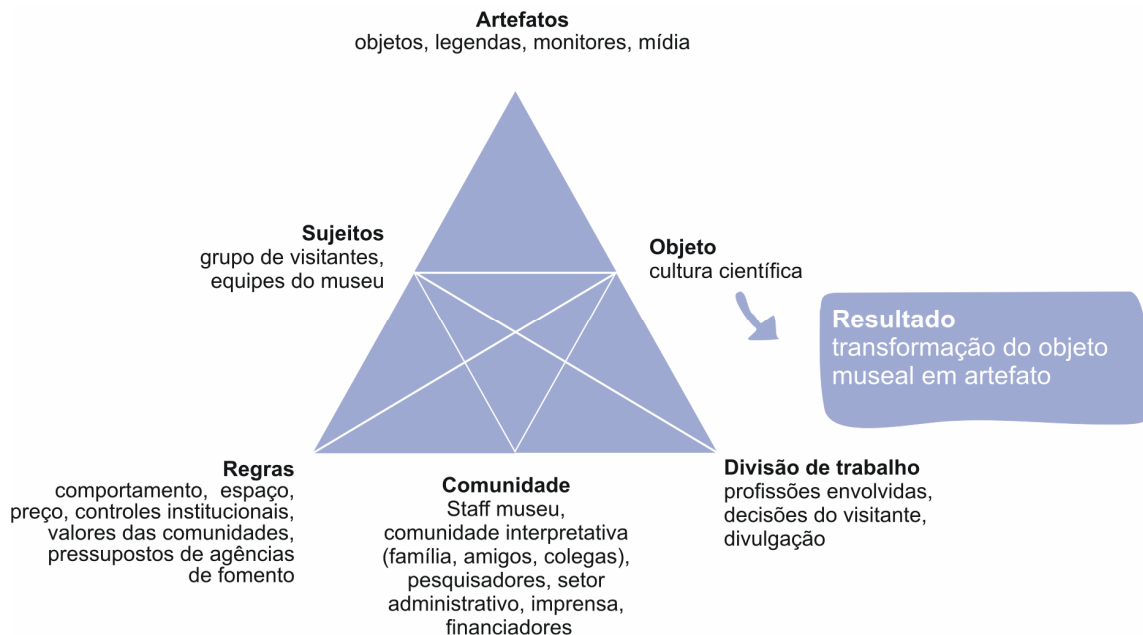 Artefatos
objetos, legendas, monitores, mídia
Sujeitos
grupo de visitantes,
equipes do museu
Objeto
cultura científica
Resultado
transformação do objeto
museal em artefato
Regras
comportamento, espaço,
preço, controles institucionais,
valores das comunidades,
pressupostos de agências
de fomento
Comunidade
Staff museu,
comunidade interpretativa
(família, amigos, colegas),
pesquisadores, setor
administrativo, imprensa,
financiadores
Divisão de trabalho
profissões envolvidas,
decisões do visitante,
divulgação